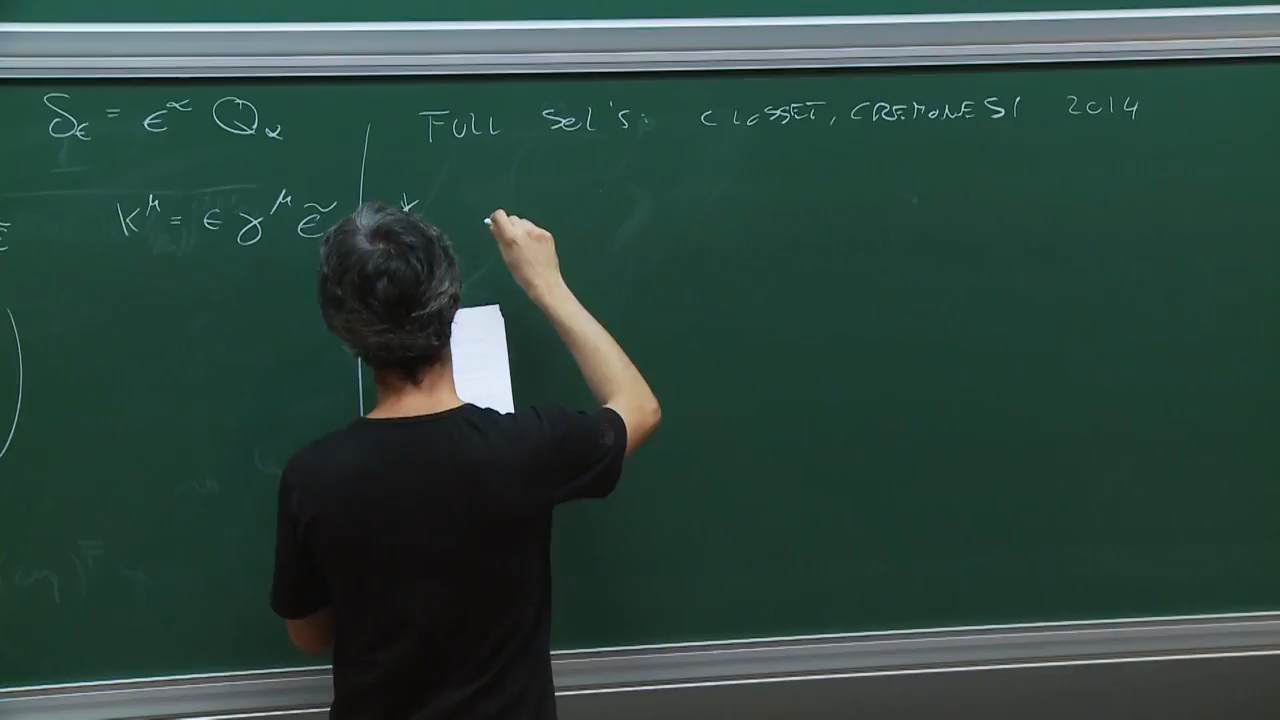 δ_ε = ε^α Q_α
FULL SOL'S: CLOSSET, CREMONESI 2014
K^μ = ε γ^μ ε̃